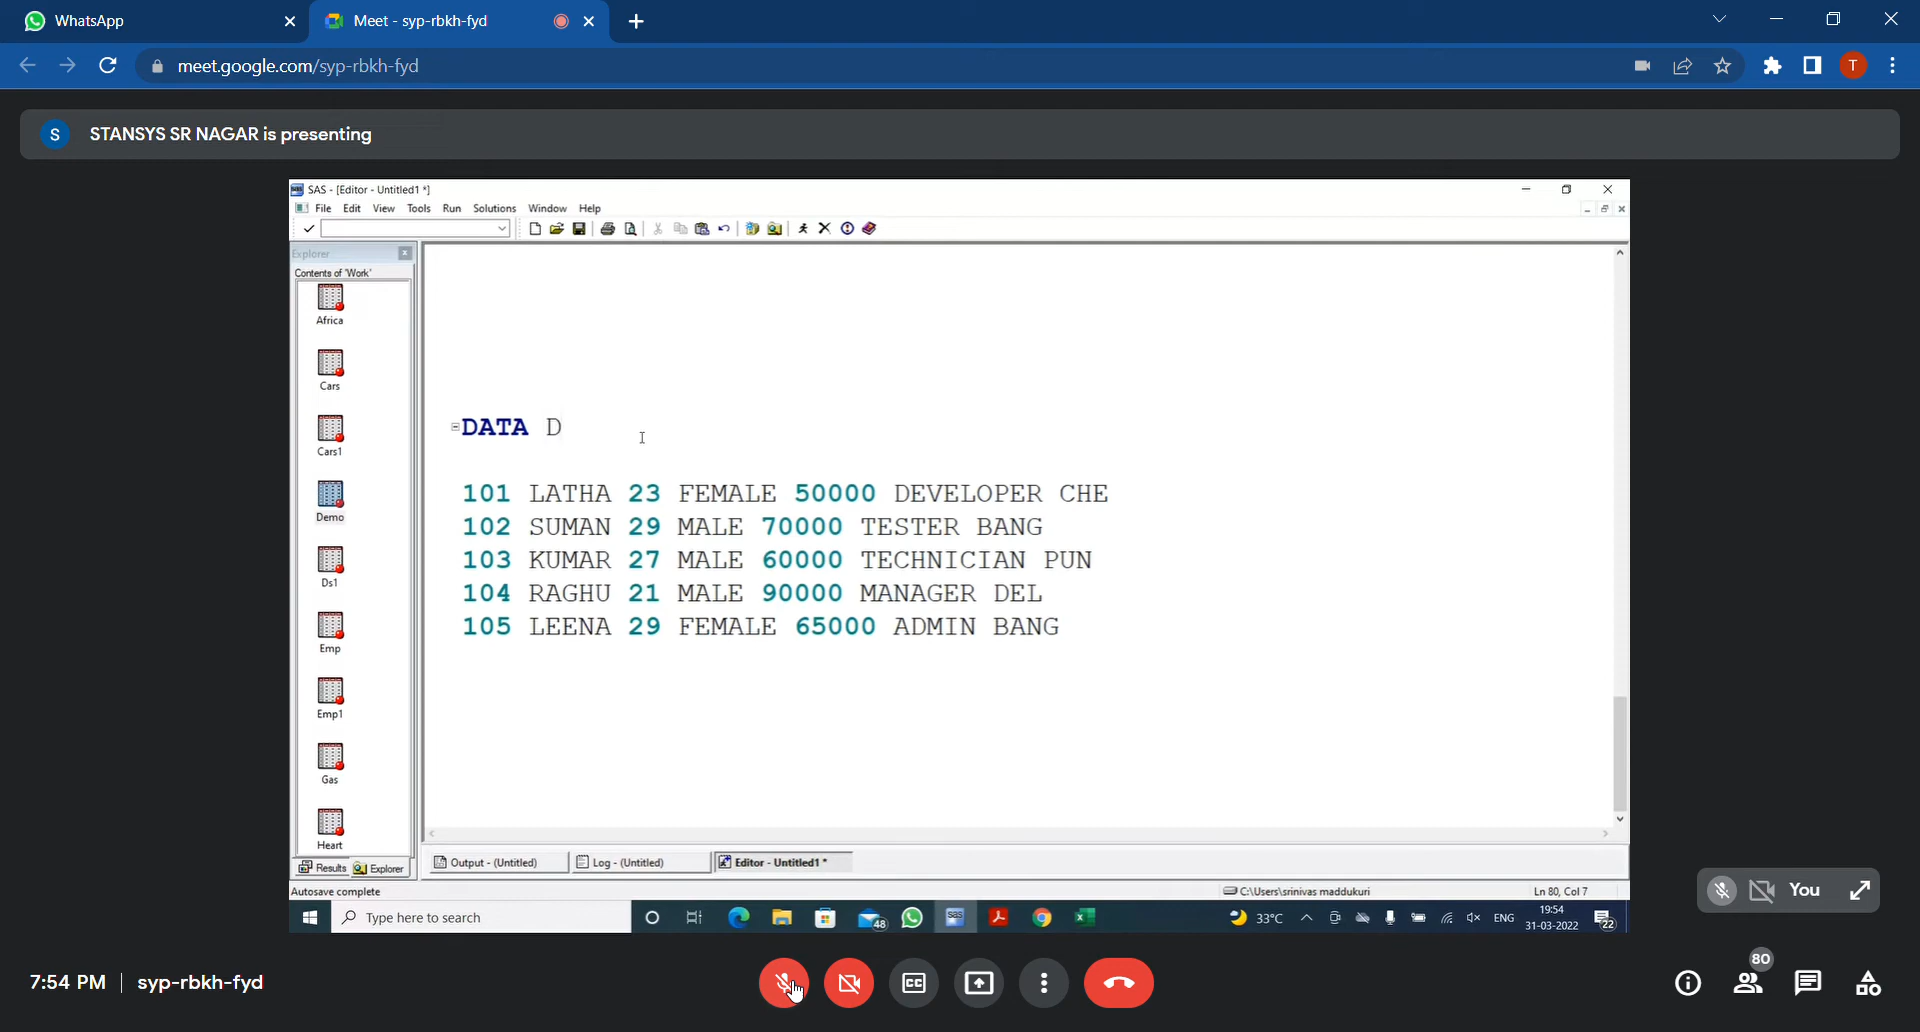 WhatsApp
Meet - syp-rbkh-fyd
meet.google.com/syp-rbkh-fyd
T
S STANSYS SR NAGAR is presenting
SAS - [Editor - Untitled1 *]
File Edit View Tools Run Solutions Window Help
Explorer
Contents of 'Work'
Africa
Cars
Cars1
Demo
Ds1
Emp
Emp1
Gas
Heart
DATA D
101 LATHA 23 FEMALE 50000 DEVELOPER CHE
102 SUMAN 29 MALE 70000 TESTER BANG
103 KUMAR 27 MALE 60000 TECHNICIAN PUN
104 RAGHU 21 MALE 90000 MANAGER DEL
105 LEENA 29 FEMALE 65000 ADMIN BANG
Results Explorer
Output - (Untitled) Log - (Untitled) Editor - Untitled1 *
Autosave complete C:\Users\srinivas maddukuri Ln 80, Col 7
Type here to search 48 sas 33°C ENG 19:54 31-03-2022 22
You
7:54 PM syp-rbkh-fyd CC 80